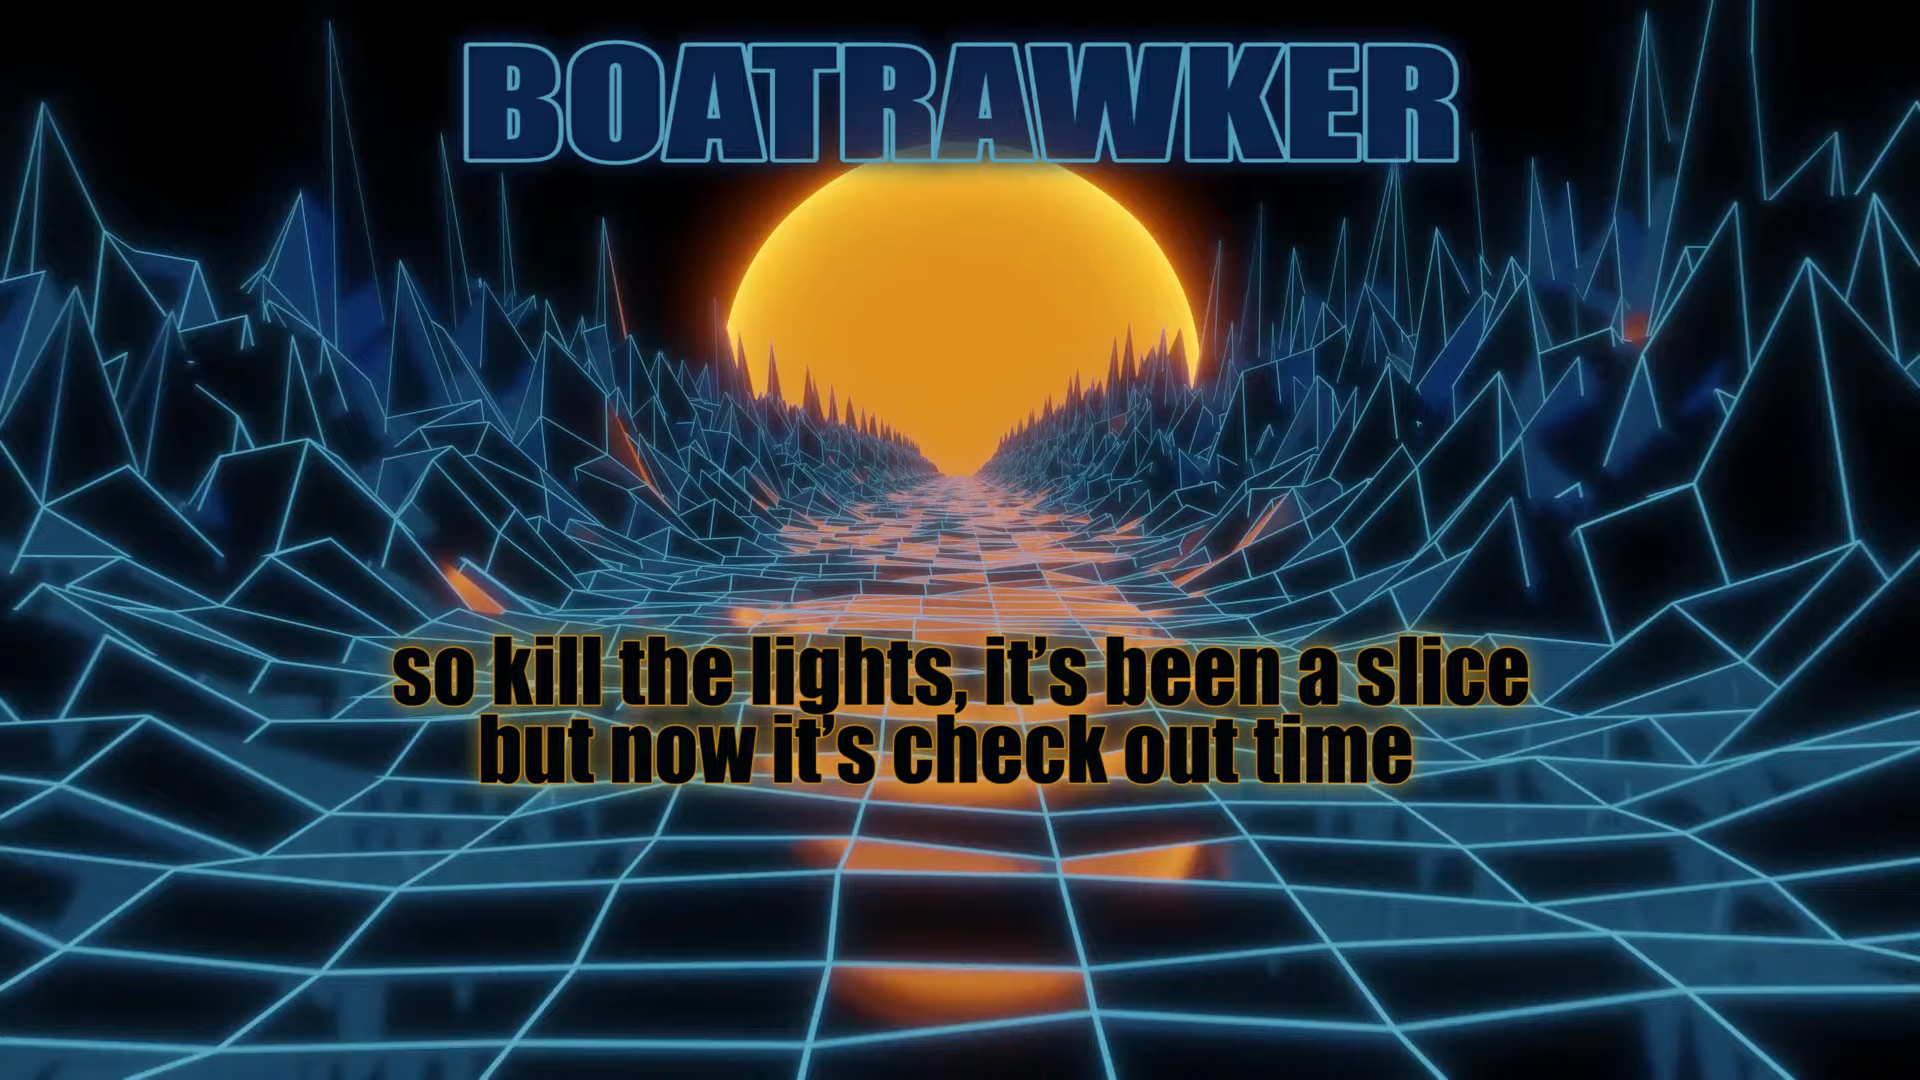 BOATRAWKER
so kill the lights, it’s been a slice
but now it’s check out time